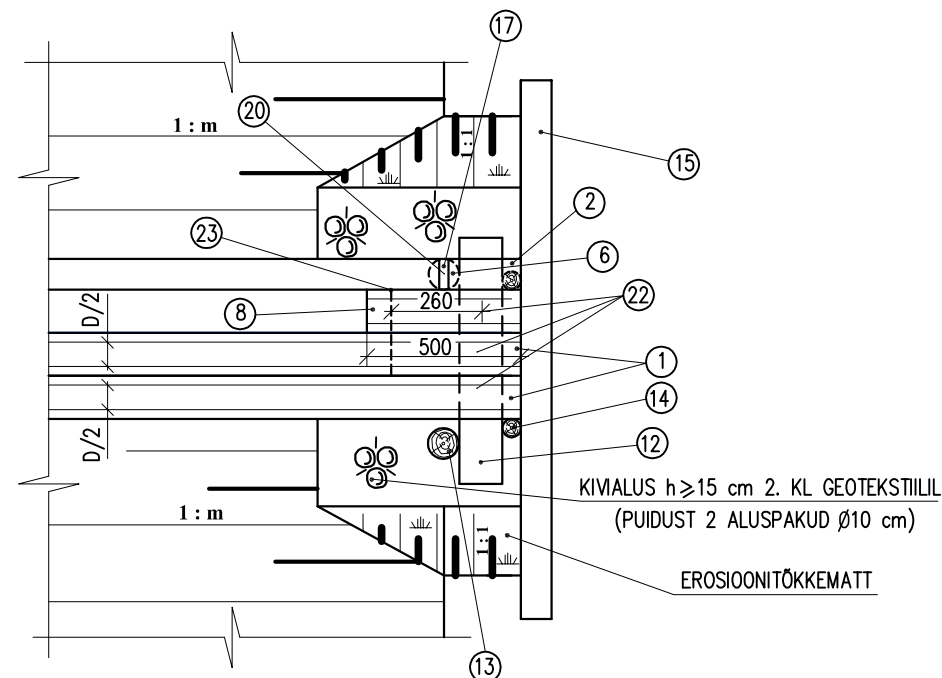 17
1 : m
20
1:1
15
2
23
6
8
260
22
D/2
500
1
14
D/2
12
KIVIALUS h≥15 cm 2. KL GEOTEKSTIILIL
(PUIDUST 2 ALUSPAKUD Ø10 cm)
1 : m
1:1
EROSIOONITÕKKEMATT
13